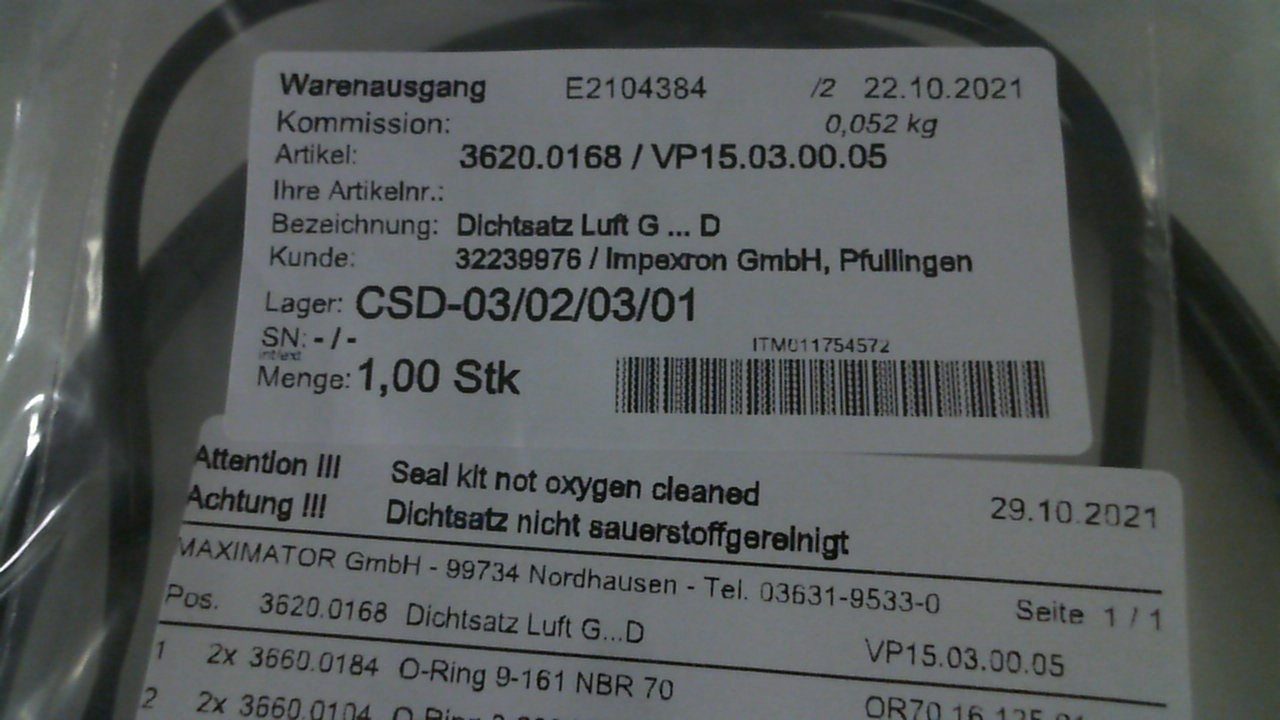 Warenausgang E2104384 /2 22.10.2021
Kommission: 0,052 kg
Artikel: 3620.0168 / VP15.03.00.05
Ihre Artikelnr.:
Bezeichnung: Dichtsatz Luft G ... D
Kunde: 32239976 / Impexron GmbH, Pfullingen
Lager: CSD-03/02/03/01
SN: - / -
ITM011754572
Menge: 1,00 Stk
Attention !!! Seal kit not oxygen cleaned 29.10.2021
Achtung !!! Dichtsatz nicht sauerstoffgereinigt
MAXIMATOR GmbH - 99734 Nordhausen - Tel. 03631-9533-0 Seite 1 / 1
Pos. 3620.0168 Dichtsatz Luft G...D VP15.03.00.05
1 2x 3660.0184 O-Ring 9-161 NBR 70
2 2x 3660.0104